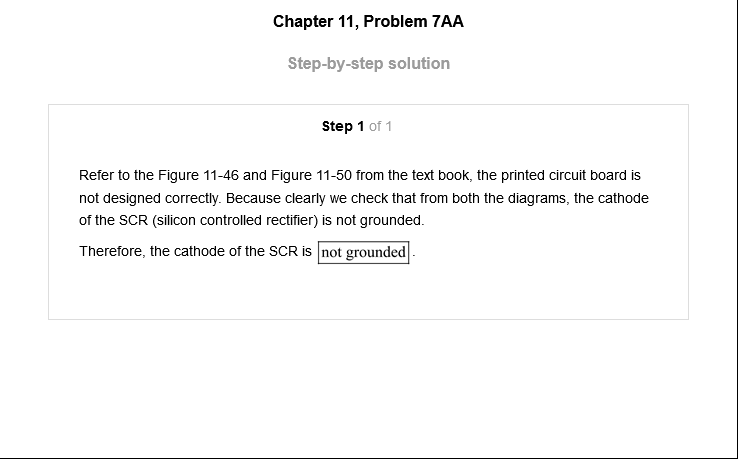 Chapter 11, Problem 7AA
Step-by-step solution
Step 1 of 1
Refer to the Figure 11-46 and Figure 11-50 from the text book, the printed circuit board is
not designed correctly. Because clearly we check that from both the diagrams, the cathode
of the SCR (silicon controlled rectifier) is not grounded.
Therefore, the cathode of the SCR is not grounded.